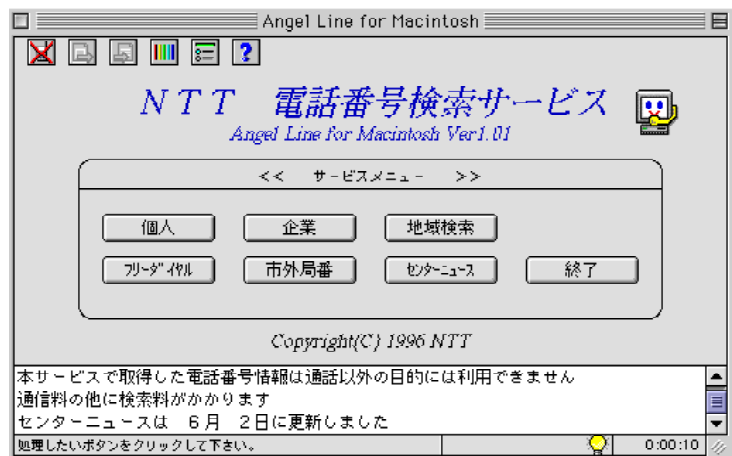 Angel Line for Macintosh
NTT 電話番号検索サービス
Angel Line for Macintosh Ver1.01
<< サービスメニュー >>
個人 企業 地域検索
フリーダイヤル 市外局番 センターニュース 終了
Copyright(C) 1996 NTT
本サービスで取得した電話番号情報は通話以外の目的には利用できません
通信料の他に検索料がかかります
センターニュースは 6月 2日に更新しました
処理したいボタンをクリックして下さい。 0:00:10